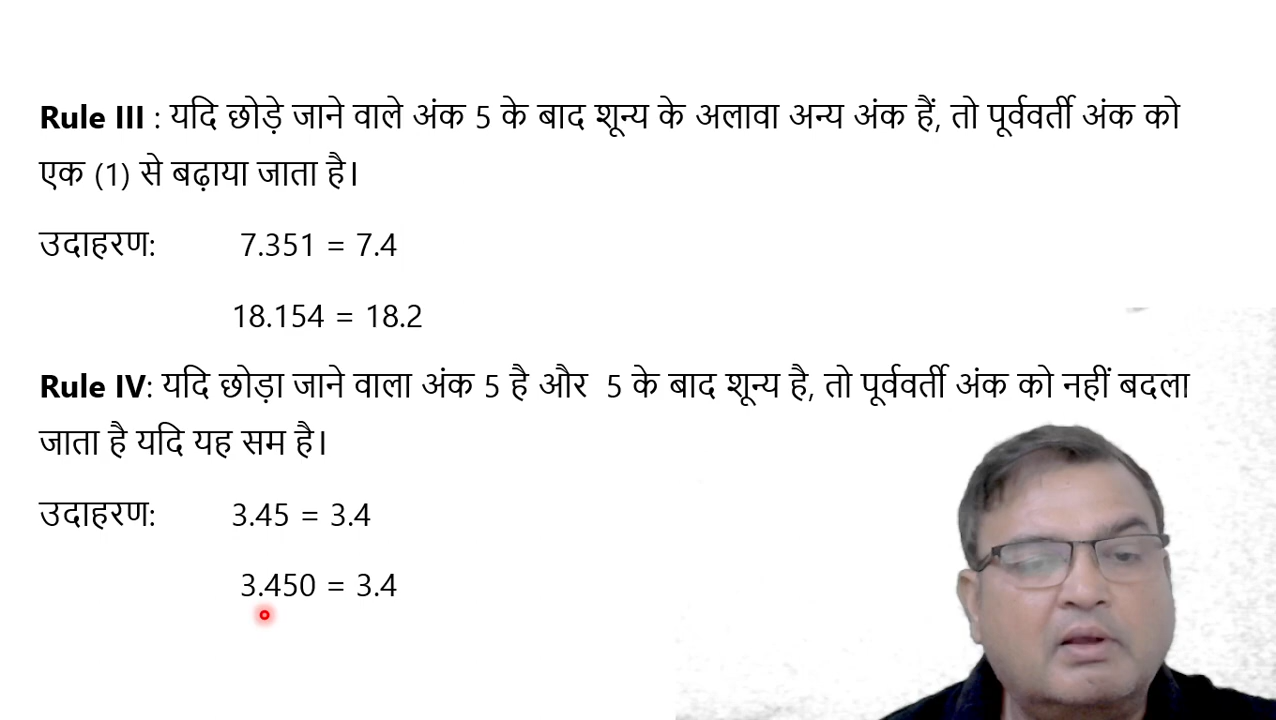 Rule III : यदि छोड़े जाने वाले अंक 5 के बाद शून्य के अलावा अन्य अंक हैं, तो पूर्ववर्ती अंक को
एक (1) से बढ़ाया जाता है।
उदाहरण: 7.351 = 7.4
18.154 = 18.2
Rule IV: यदि छोड़ा जाने वाला अंक 5 है और 5 के बाद शून्य है, तो पूर्ववर्ती अंक को नहीं बदला
जाता है यदि यह सम है।
उदाहरण: 3.45 = 3.4
3.450 = 3.4